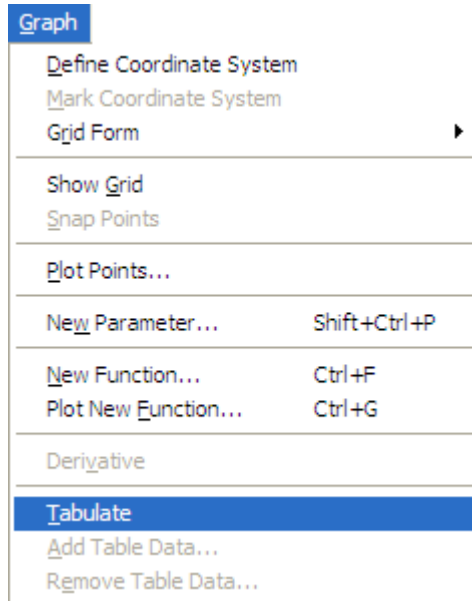 Graph
Define Coordinate System
Mark Coordinate System
Grid Form
Show Grid
Snap Points
Plot Points...
New Parameter... Shift+Ctrl+P
New Function... Ctrl+F
Plot New Function... Ctrl+G
Derivative
Tabulate
Add Table Data...
Remove Table Data...